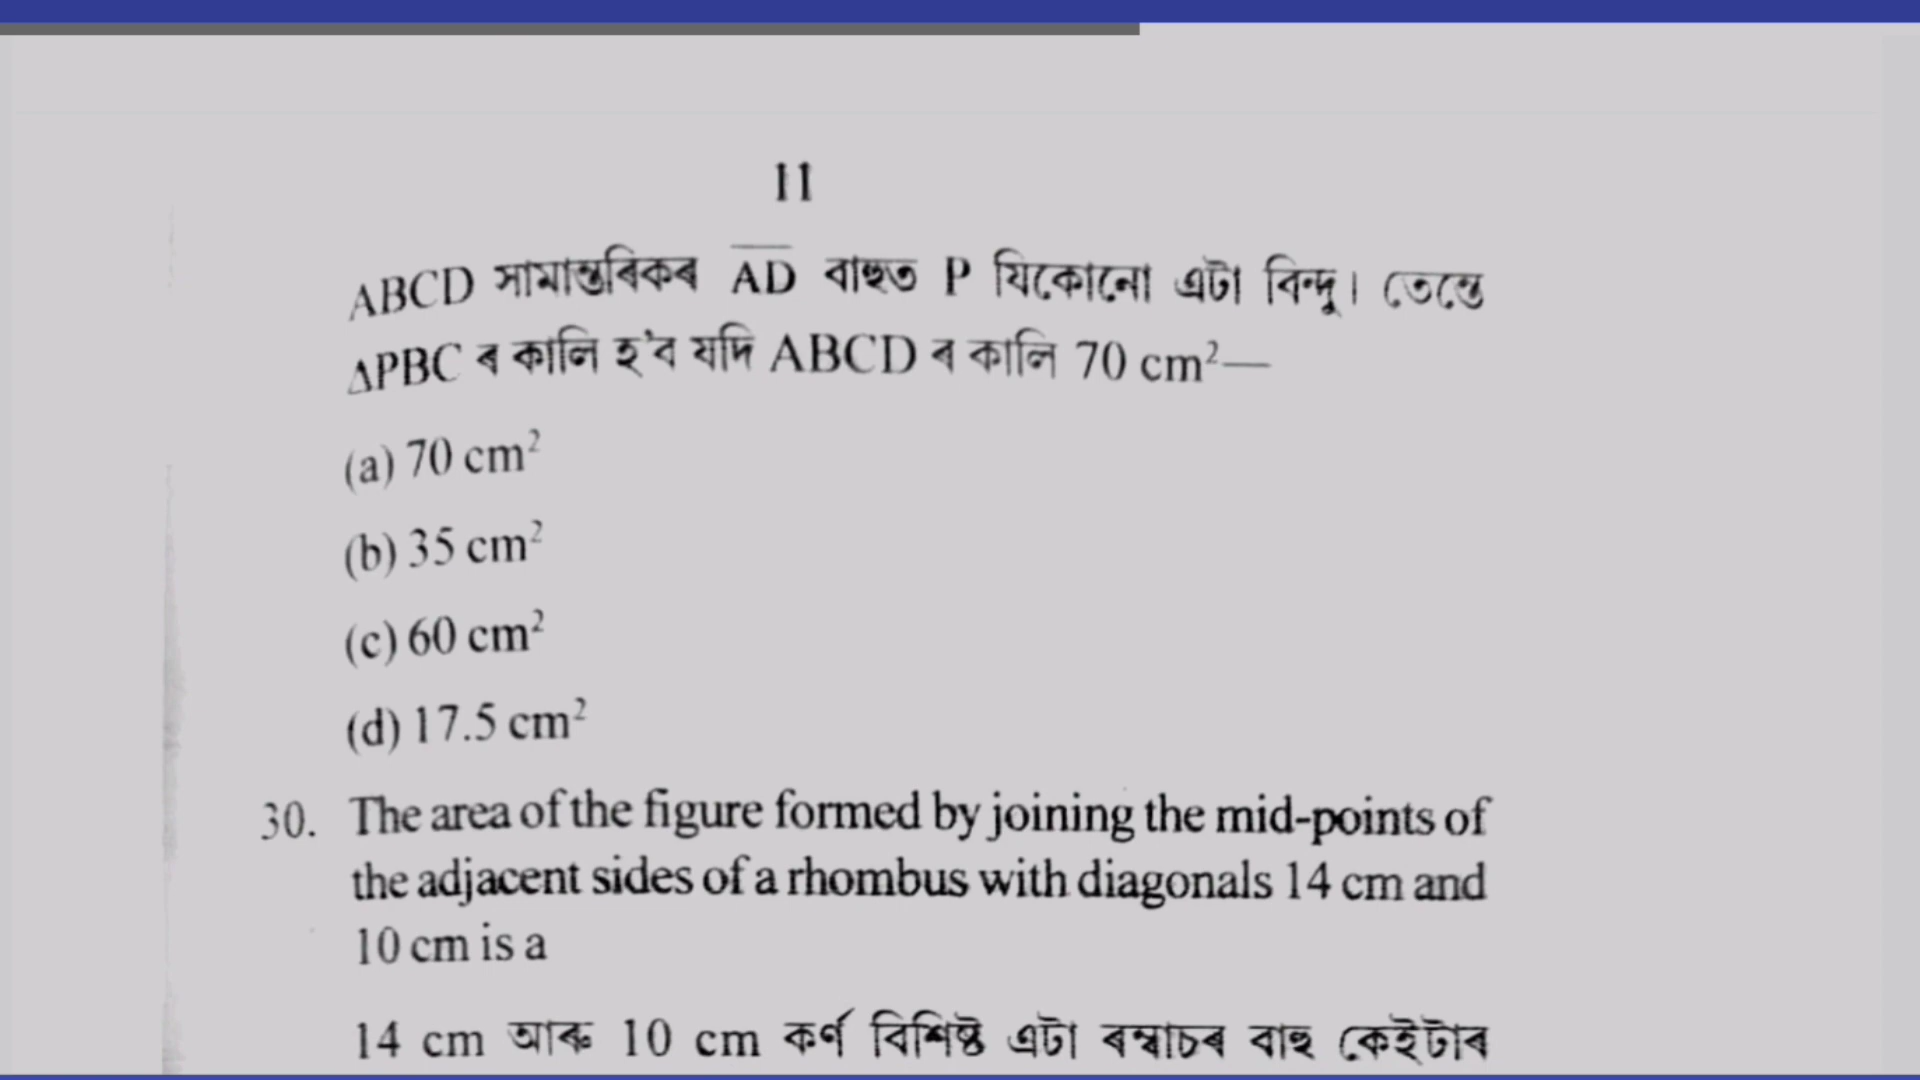 11
ABCD সামান্তৰিকৰ AD বাহুত P যিকোনো এটা বিন্দু। তেন্তে
ΔPBC ৰ কালি হ'ব যদি ABCD ৰ কালি 70 cm²—
(a) 70 cm²
(b) 35 cm²
(c) 60 cm²
(d) 17.5 cm²
30. The area of the figure formed by joining the mid-points of
the adjacent sides of a rhombus with diagonals 14 cm and
10 cm is a
14 cm আৰু 10 cm কৰ্ণ বিশিষ্ট এটা ৰম্বাচৰ বাহু কেইটাৰ